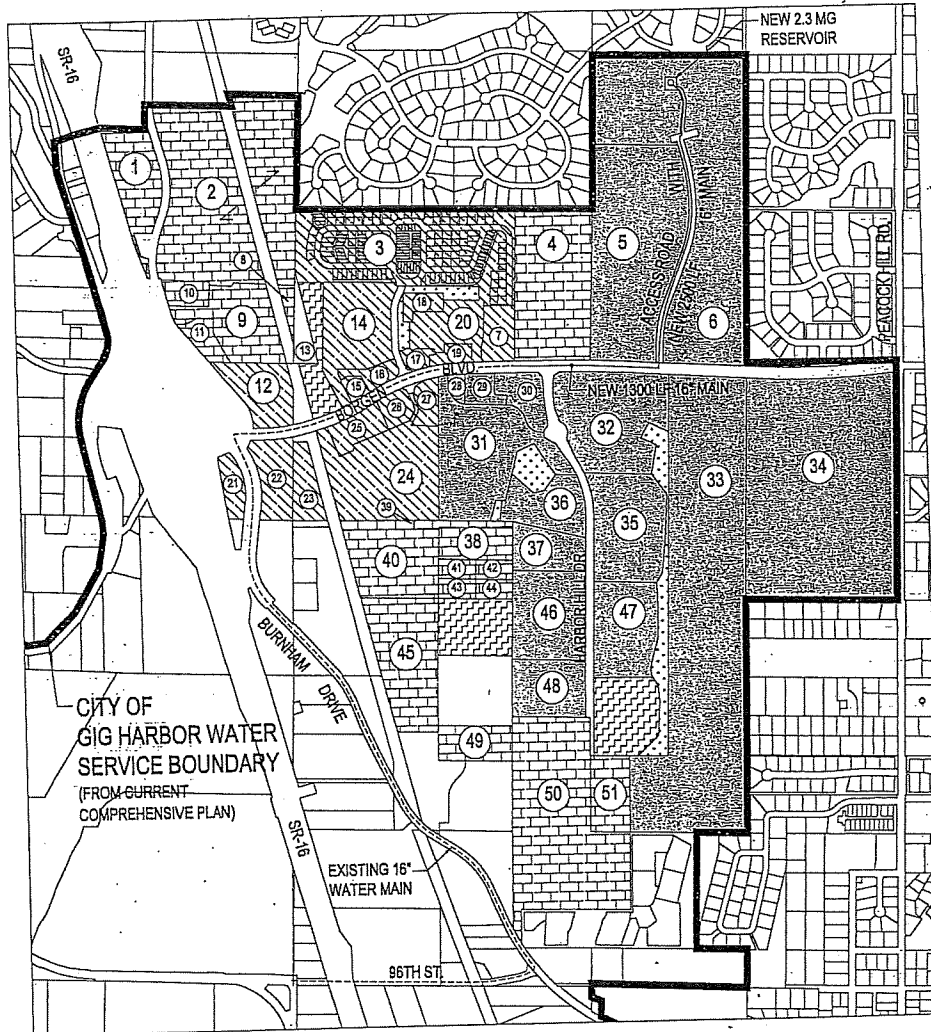 NEW 2.3 MG
RESERVOIR
SR-16
1
2
3
4
5
ACCESS ROAD WITH
16" MAIN
6
PEACOCK HILL RD.
8
10
9
11
13
14
18
20
7
12
17
19
BLVD
16
15
BORGEN
28
29
30
NEW 1300 LF 16" MAIN
27
26
25
31
32
33
34
21
22
23
24
39
36
35
40
38
37
41
42
43
44
HARBOR HILL DR
46
47
45
48
BURNHAM DRIVE
CITY OF
GIG HARBOR WATER
SERVICE BOUNDARY
(FROM CURRENT
COMPREHENSIVE PLAN)
49
50
51
SR-16
EXISTING 16"
WATER MAIN
96TH ST.